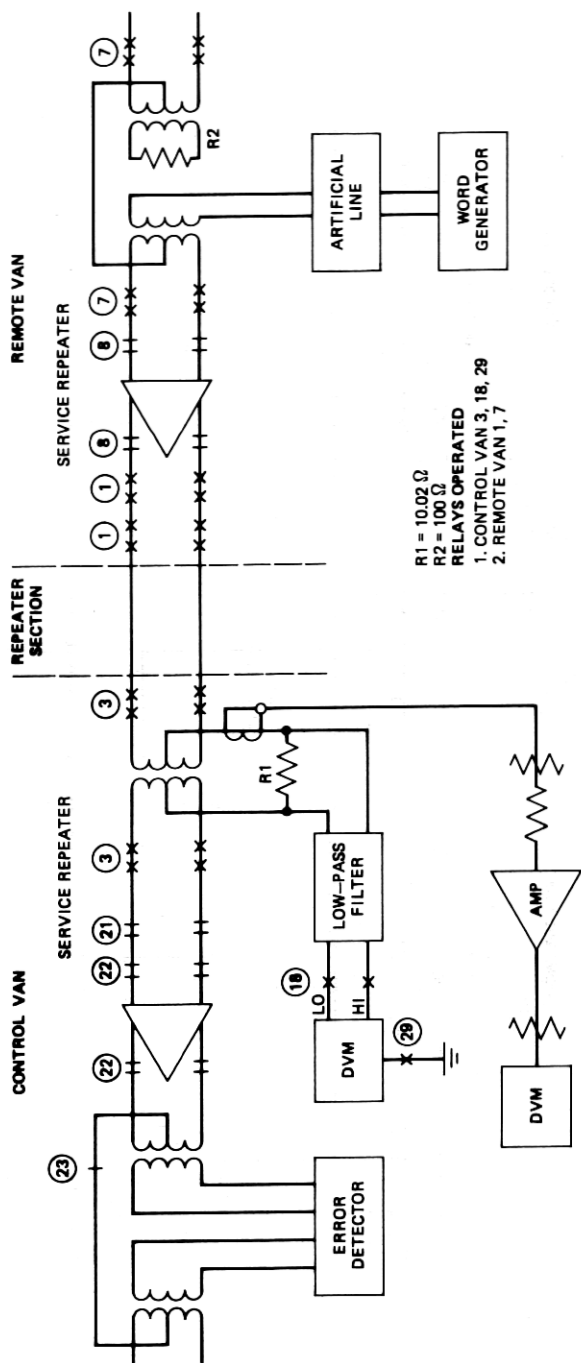 CONTROL VAN
REMOTE VAN
REPEATER
SECTION
SERVICE REPEATER
SERVICE REPEATER
23
22
22
21
3
3
1
1
8
8
7
7
R2
R1
ERROR
DETECTOR
DVM
LO
HI
18
29
LOW–PASS
FILTER
DVM
AMP
ARTIFICIAL
LINE
WORD
GENERATOR
R1 = 10.02 Ω
R2 = 100 Ω
RELAYS OPERATED
1. CONTROL VAN 3, 18, 29
2. REMOTE VAN 1, 7